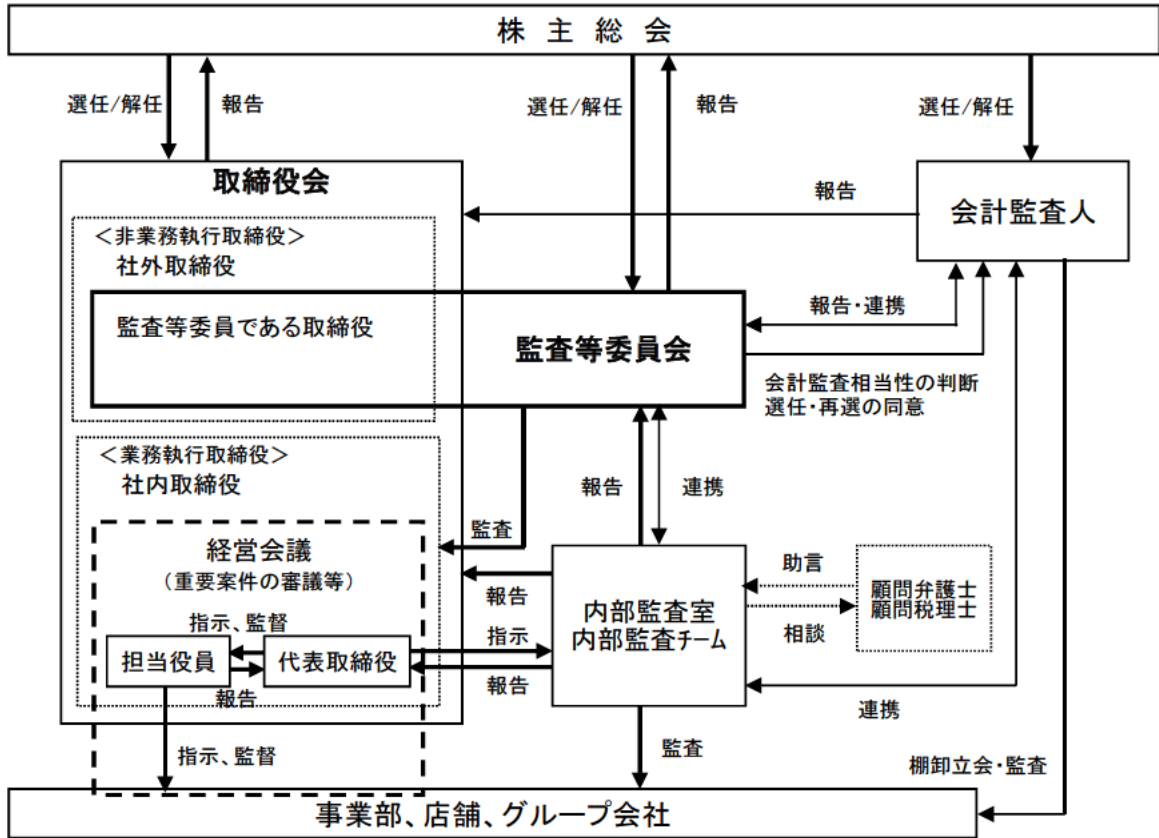 株主総会
選任/解任
報告
選任/解任
報告
選任/解任
取締役会
報告
会計監査人
＜非業務執行取締役＞
社外取締役
監査等委員である取締役
監査等委員会
報告・連携
会計監査相当性の判断
選任・再選の同意
＜業務執行取締役＞
社内取締役
報告
連携
監査
経営会議
（重要案件の審議等）
報告
内部監査室
内部監査ﾁｰﾑ
助言
相談
顧問弁護士
顧問税理士
指示、監督
担当役員
代表取締役
報告
指示
報告
連携
指示、監督
監査
棚卸立会・監査
事業部、店舗、グループ会社